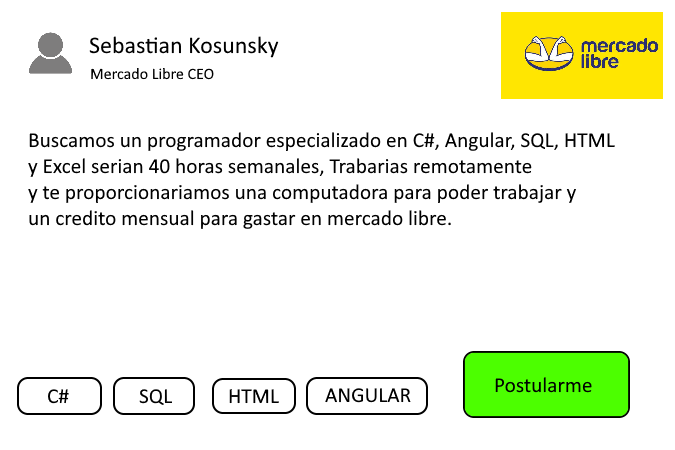 Sebastian Kosunsky
Mercado Libre CEO
mercado
libre
Buscamos un programador especializado en C#, Angular, SQL, HTML
y Excel serian 40 horas semanales, Trabarias remotamente
y te proporcionariamos una computadora para poder trabajar y
un credito mensual para gastar en mercado libre.
C#
SQL
HTML
ANGULAR
Postularme